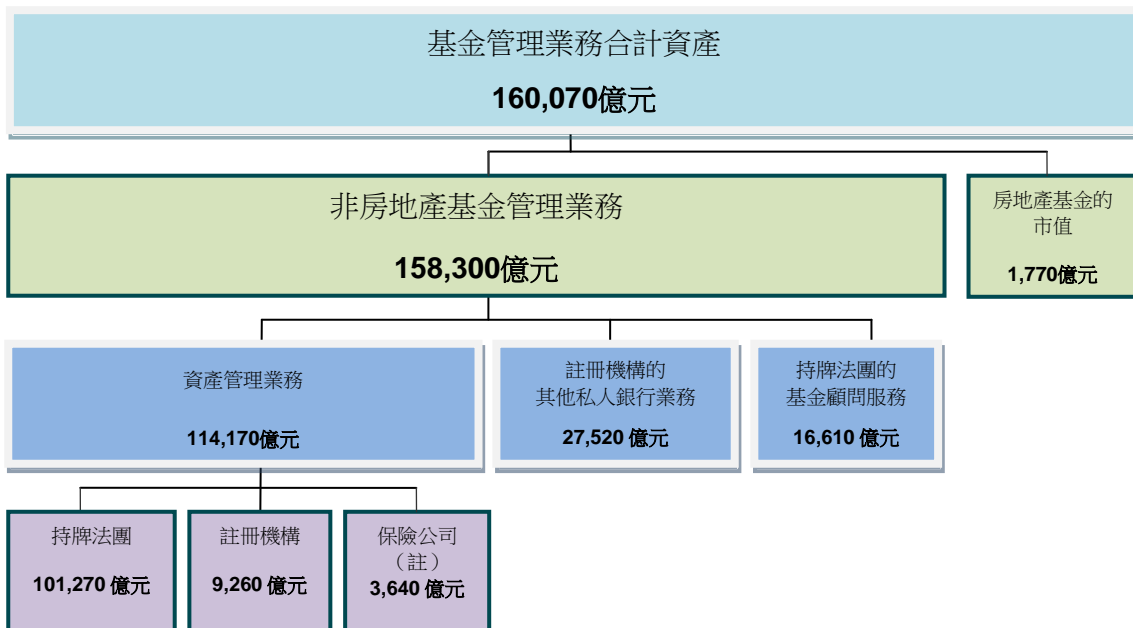 基金管理業務合計資產
160,070億元
非房地產基金管理業務
158,300億元
房地產基金的
市值
1,770億元
資產管理業務
114,170億元
註冊機構的
其他私人銀行業務
27,520 億元
持牌法團的
基金顧問服務
16,610 億元
持牌法團
101,270 億元
註冊機構
9,260 億元
保險公司
（註）
3,640 億元